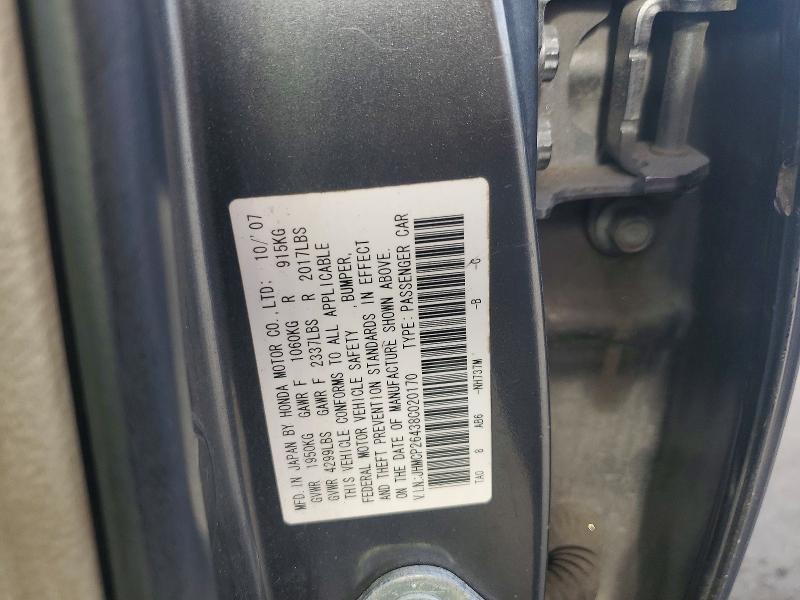 MFD. IN JAPAN BY HONDA MOTOR CO., LTD: 10/'07
GVWR 1950KG GAWR F 1060KG R 915KG
GVWR 4299LBS GAWR F 2337LBS R 2017LBS
THIS VEHICLE CONFORMS TO ALL APPLICABLE
FEDERAL MOTOR VEHICLE SAFETY , BUMPER,
AND THEFT PREVENTION STANDARDS IN EFFECT
ON THE DATE OF MANUFACTURE SHOWN ABOVE.
V.I.N.:JHMCP26438C020170 TYPE: PASSENGER CAR
TA0 8 AB6 -NH737M -B -C